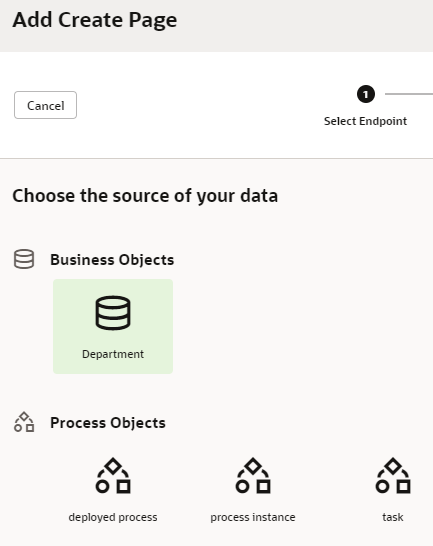 Add Create Page
Cancel
1
Select Endpoint
Choose the source of your data
Business Objects
Department
Process Objects
deployed process process instance task